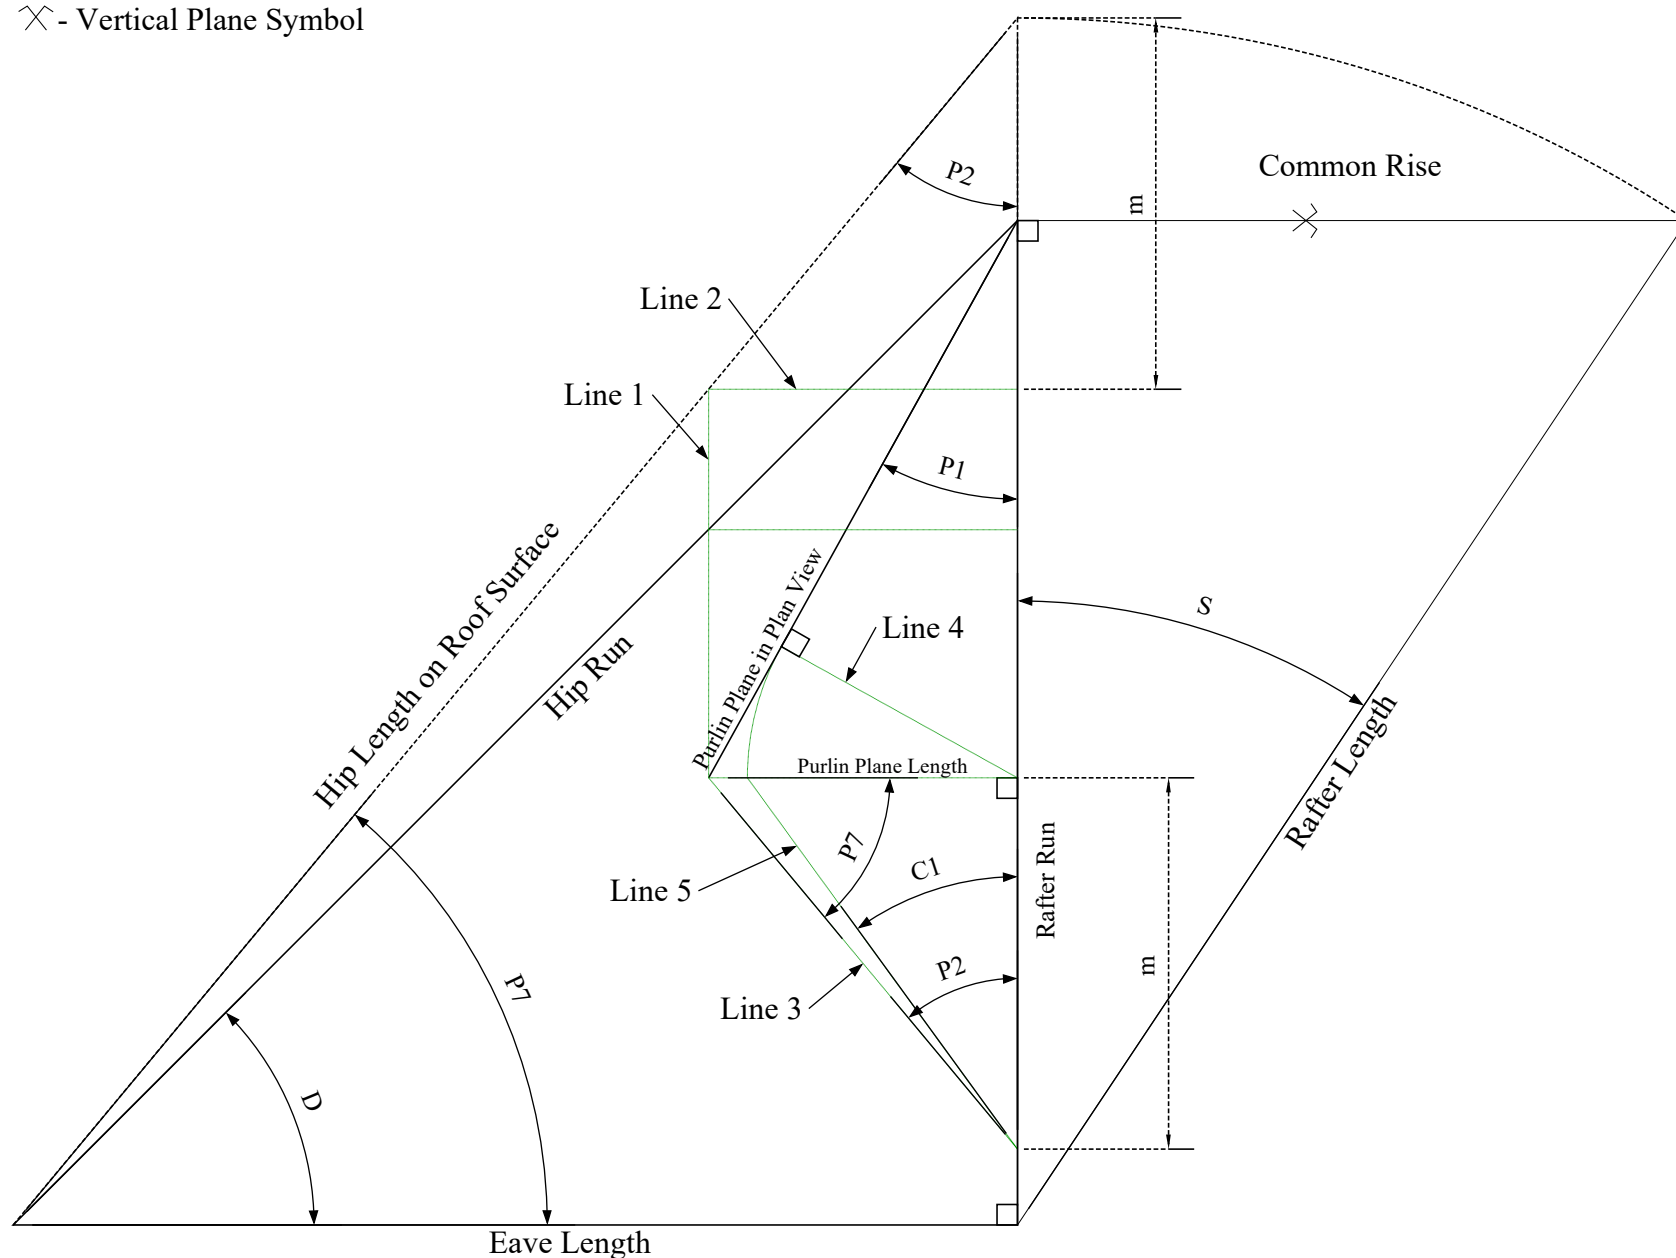 - Vertical Plane Symbol
P2
Common Rise
m
Line 2
Line 1
P1
Hip Length on Roof Surface
Hip Run
Purlin Plane in Plan View
Line 4
S
Purlin Plane Length
Rafter Length
P7
C1
Rafter Run
Line 5
P2
m
Line 3
P7
D
Eave Length